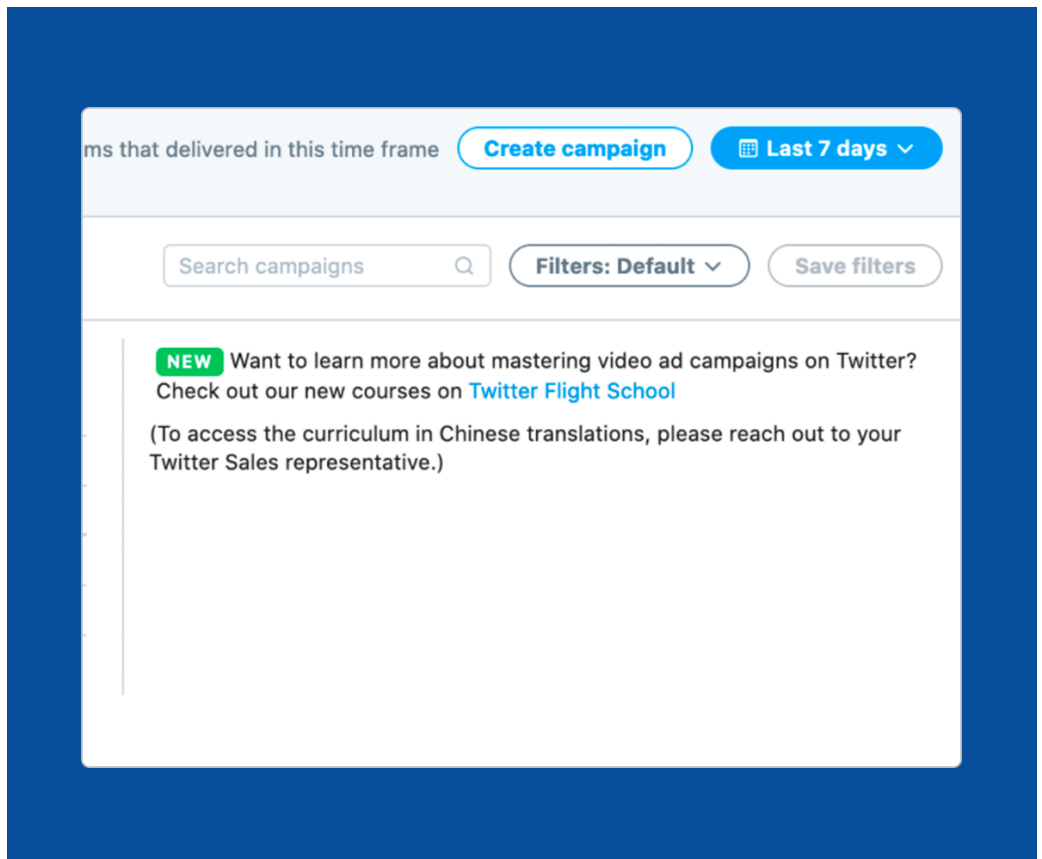 ms that delivered in this time frame
Create campaign
Last 7 days
Search campaigns
Filters: Default
Save filters
NEW Want to learn more about mastering video ad campaigns on Twitter?
Check out our new courses on Twitter Flight School
(To access the curriculum in Chinese translations, please reach out to your
Twitter Sales representative.)